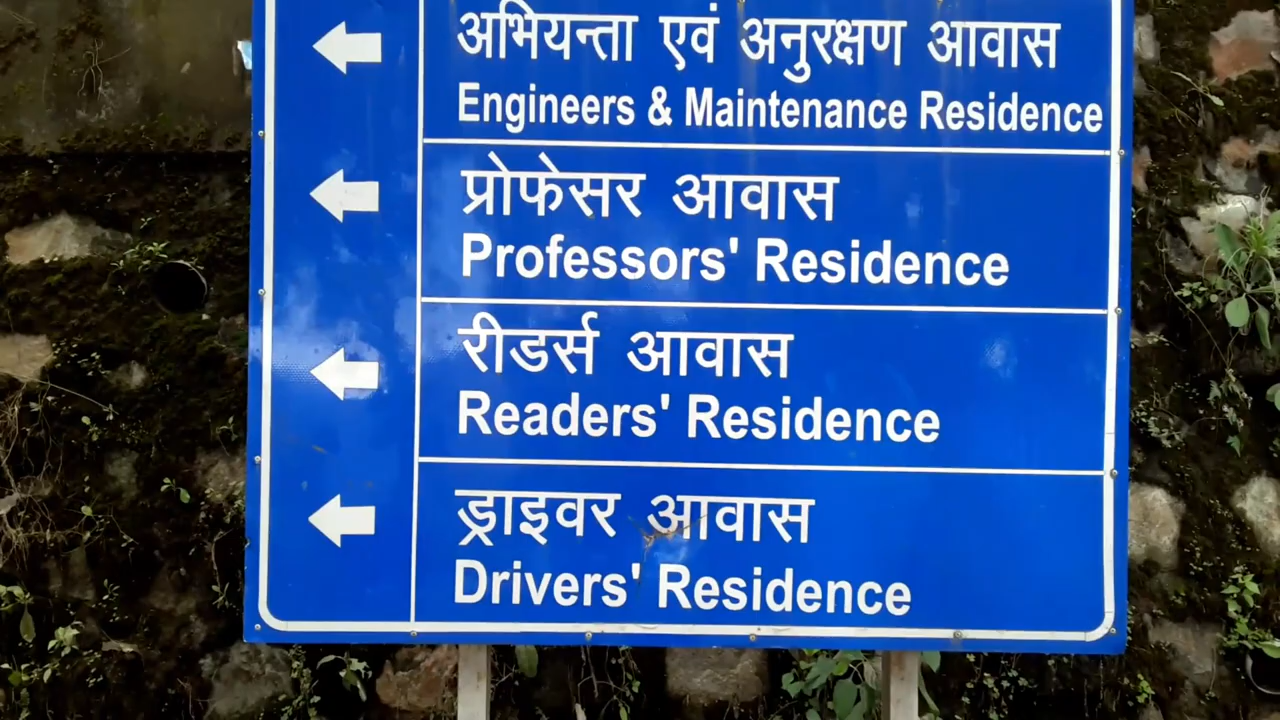 अभियन्ता एवं अनुरक्षण आवास
Engineers & Maintenance Residence
प्रोफेसर आवास
Professors' Residence
रीडर्स आवास
Readers' Residence
ड्राइवर आवास
Drivers' Residence